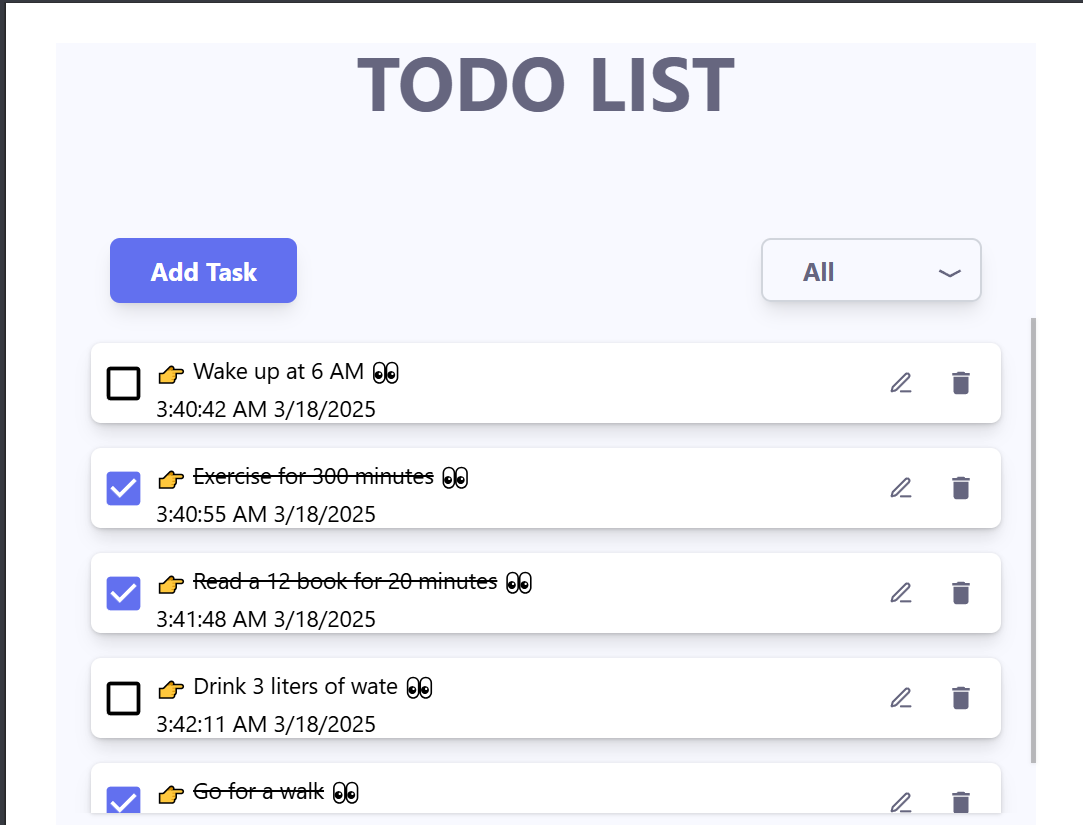 TODO LIST
Add Task
All
👉 Wake up at 6 AM 👀
3:40:42 AM 3/18/2025
👉 Exercise for 300 minutes 👀
3:40:55 AM 3/18/2025
👉 Read a 12 book for 20 minutes 👀
3:41:48 AM 3/18/2025
👉 Drink 3 liters of wate 👀
3:42:11 AM 3/18/2025
👉 Go for a walk 👀